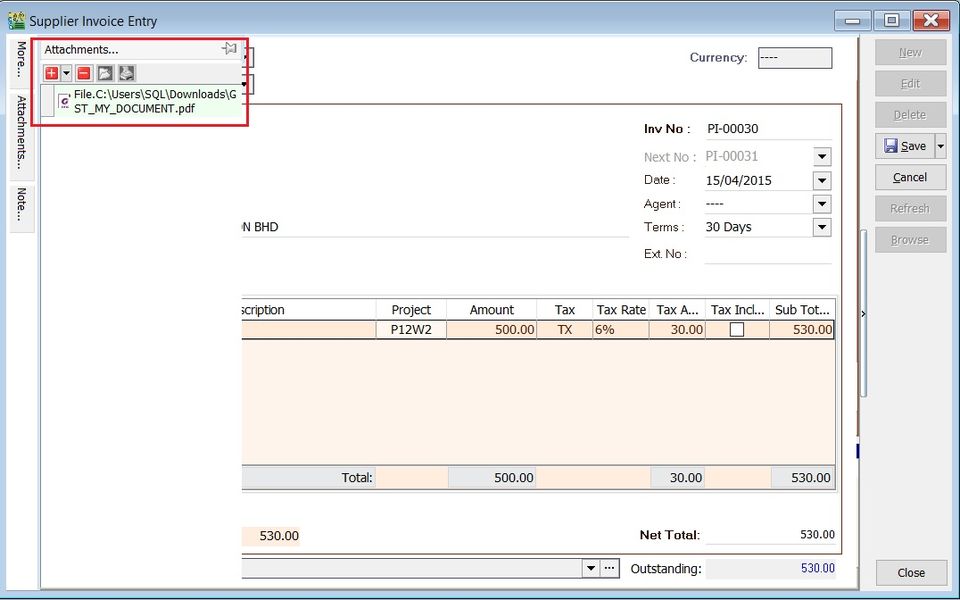 Supplier Invoice Entry
More...
Attachments...
Note...
Attachments...
File.C:\Users\SQL\Downloads\G
ST_MY_DOCUMENT.pdf
Currency: ----
Inv No : PI-00030
Next No : PI-00031
Date : 15/04/2015
Agent : ----
Terms : 30 Days
Ext. No :
N BHD
scription Project Amount Tax Tax Rate Tax A... Tax Incl... Sub Tot...
P12W2 500.00 TX 6% 30.00 530.00
Total: 500.00 30.00 530.00
530.00 Net Total: 530.00
Outstanding: 530.00
New
Edit
Delete
Save
Cancel
Refresh
Browse
Close